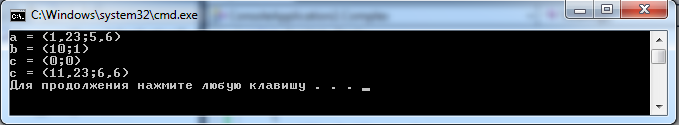 C:\Windows\system32\cmd.exe
a = (1,23;5,6)
b = (10;1)
c = (0;0)
c = (11,23;6,6)
Для продолжения нажмите любую клавишу . . .